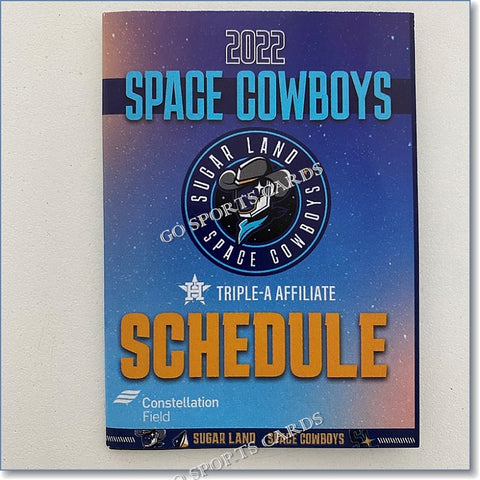 2022
SPACE COWBOYS
SUGAR LAND
SPACE COWBOYS
GO SPORTS CARDS
H TRIPLE-A AFFILIATE
SCHEDULE
Constellation
Field
SUGAR LAND SPACE COWBOYS
GO SPORTS CARDS